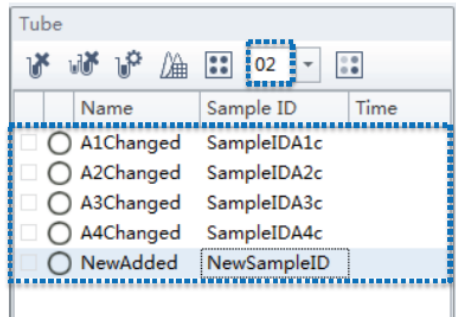 Tube
02
Name Sample ID Time
A1Changed SampleIDA1c
A2Changed SampleIDA2c
A3Changed SampleIDA3c
A4Changed SampleIDA4c
NewAdded NewSampleID